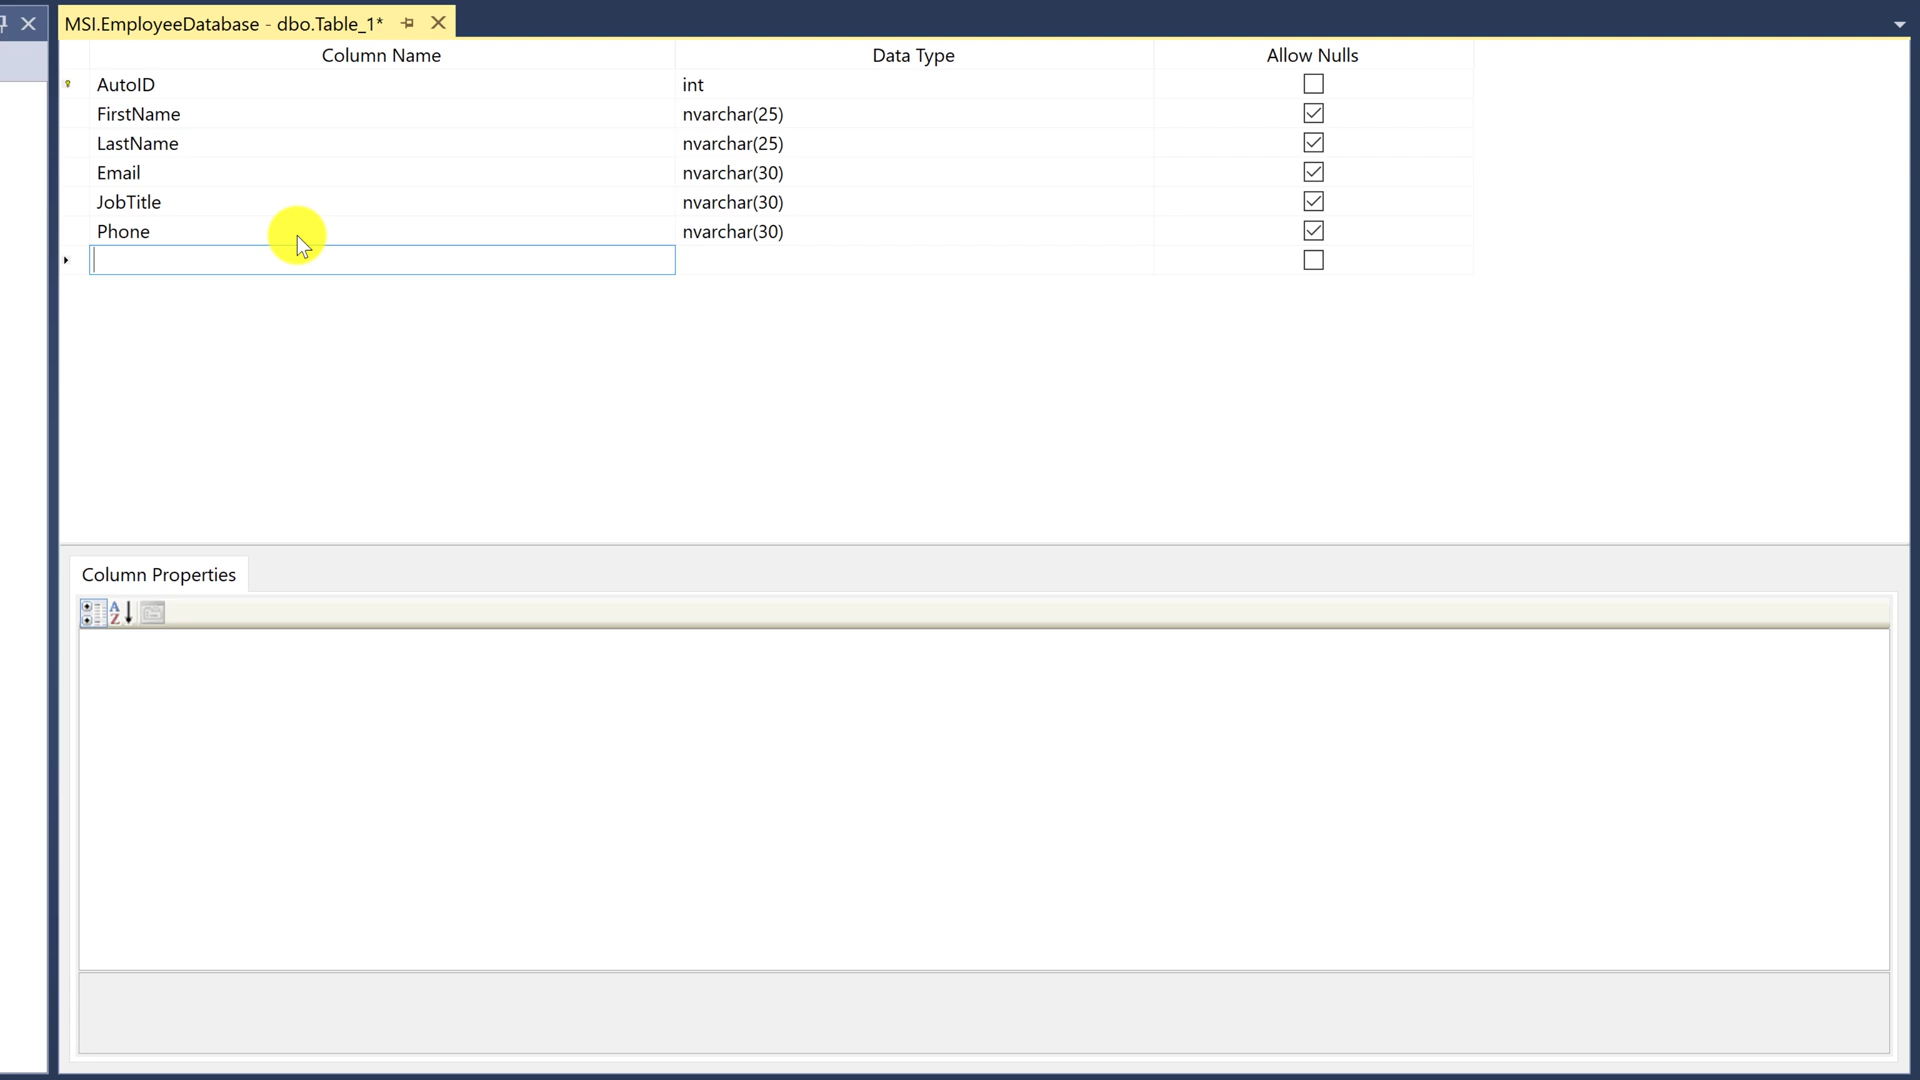 MSI.EmployeeDatabase - dbo.Table_1*
Column Name Data Type Allow Nulls
AutoID int
FirstName nvarchar(25)
LastName nvarchar(25)
Email nvarchar(30)
JobTitle nvarchar(30)
Phone nvarchar(30)
Column Properties